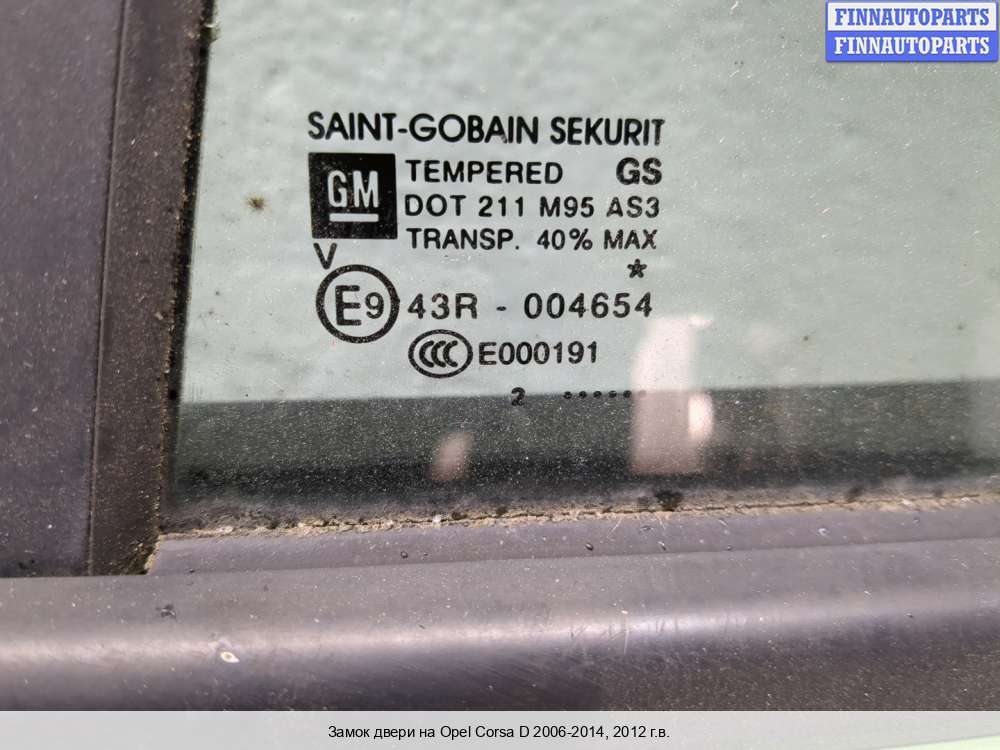 FINNAUTOPARTS
FINNAUTOPARTS
SAINT-GOBAIN SEKURIT
GM TEMPERED GS
DOT 211 M95 AS3
TRANSP. 40% MAX
V *
E9 43R - 004654
CCC E000191
2 ••••••
Замок двери на Opel Corsa D 2006-2014, 2012 г.в.